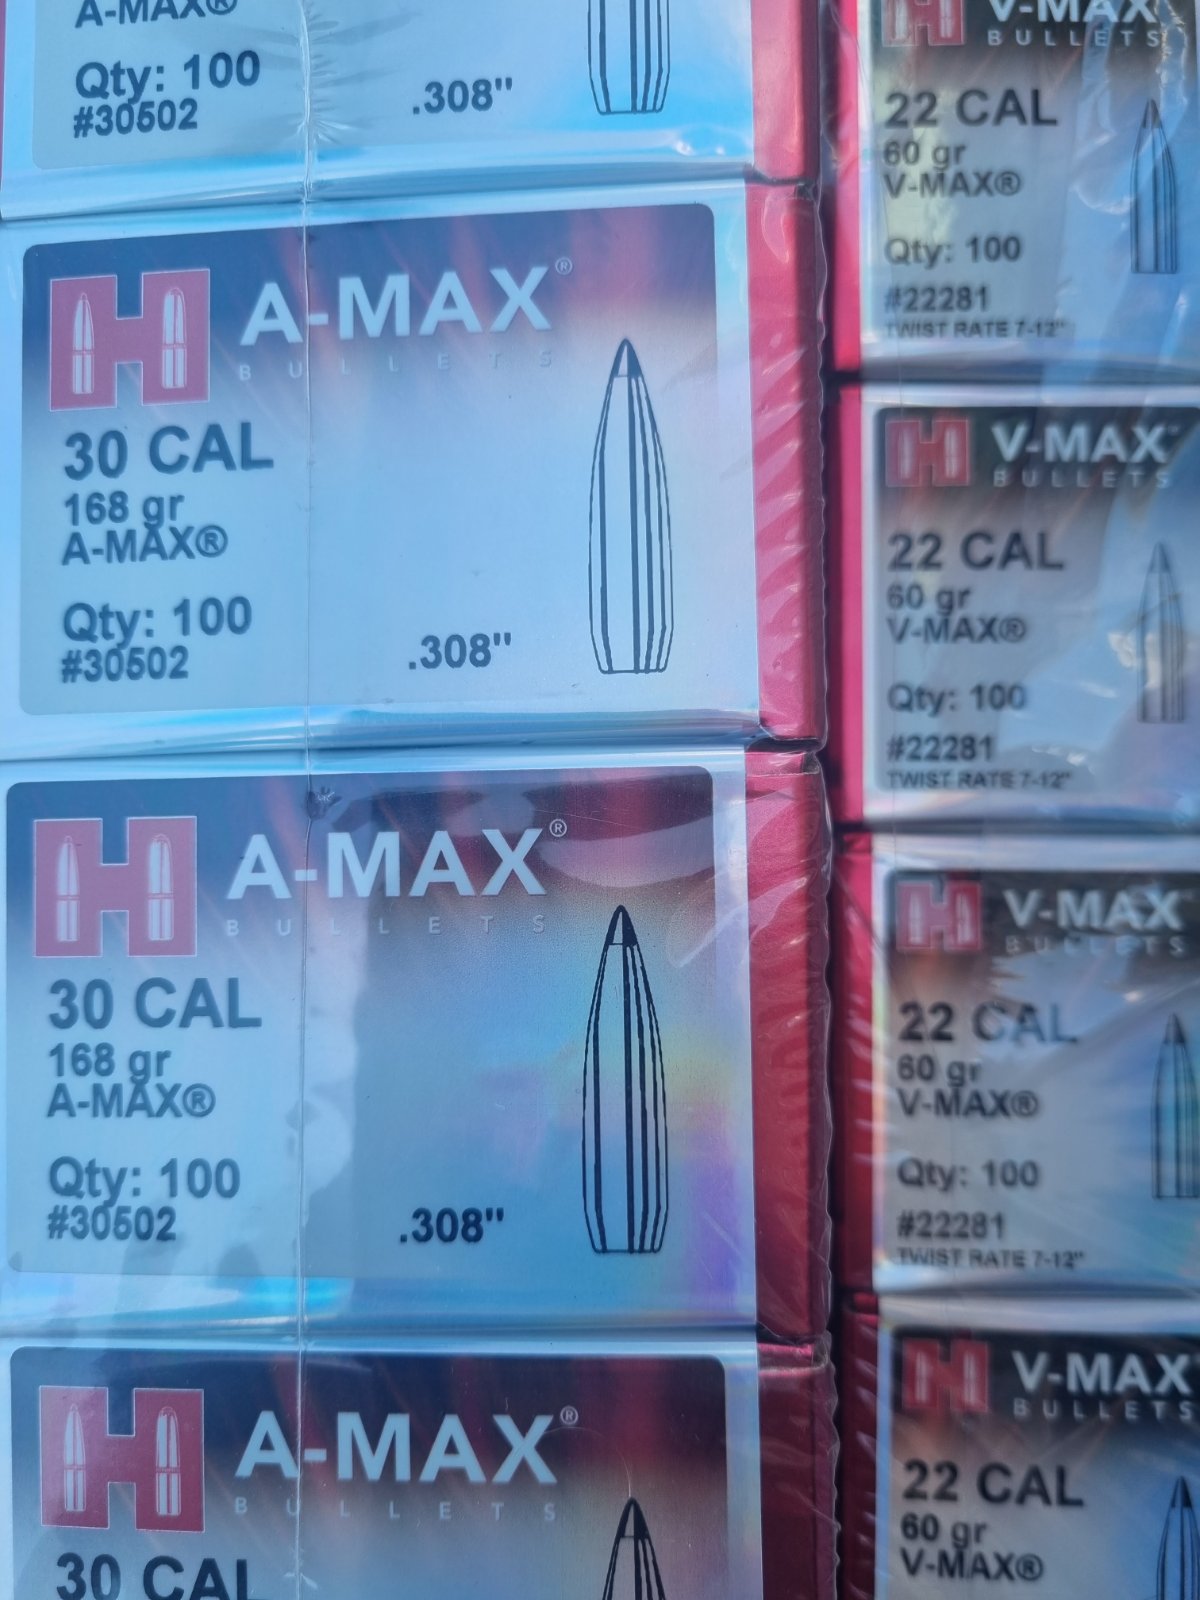 A-MAX®
Qty: 100
#30502
.308"
A-MAX®
BULLETS
30 CAL
168 gr
A-MAX®
Qty: 100
#30502
.308"
A-MAX®
BULLETS
30 CAL
168 gr
A-MAX®
Qty: 100
#30502
.308"
A-MAX®
BULLETS
30 CAL
V-MAX
BULLETS
22 CAL
60 gr
V-MAX®
Qty: 100
#22281
TWIST RATE 7-12"
V-MAX™
BULLETS
22 CAL
60 gr
V-MAX®
Qty: 100
#22281
TWIST RATE 7-12"
V-MAX
BULLETS
22 CAL
60 gr
V-MAX®
Qty: 100
#22281
TWIST RATE 7-12"
V-MAX
BULLETS
22 CAL
60 gr
V-MAX®